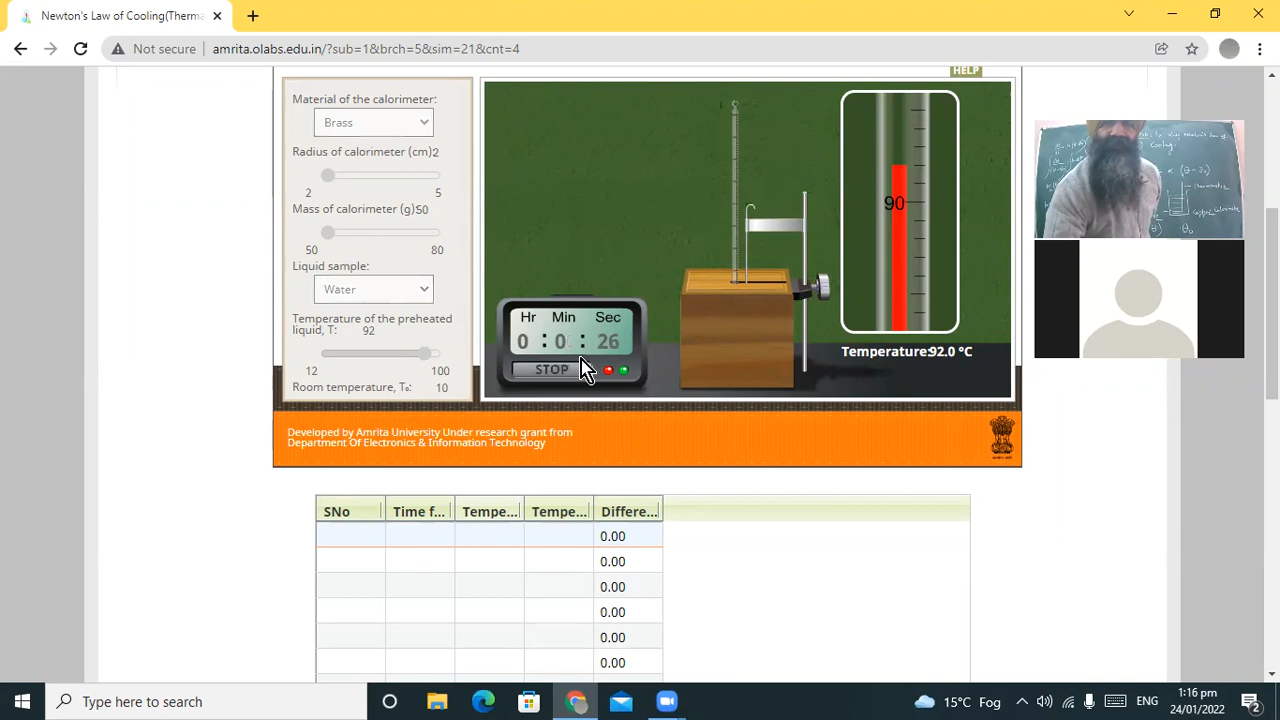 Newton's Law of Cooling(Therma
Not secure
amrita.olabs.edu.in/?sub=1&brch=5&sim=21&cnt=4
HELP
Material of the calorimeter:
Brass
Radius of calorimeter (cm)2
2 5
Mass of calorimeter (g)50
50 80
Liquid sample:
Water
Temperature of the preheated
liquid, T: 92
12 100
Room temperature, T₀: 10
Hr Min Sec
0 : 0 : 26
STOP
90
Temperature:92.0 °C
Developed by Amrita University Under research grant from
Department Of Electronics & Information Technology
SNo Time f... Tempe... Tempe... Differe...
0.00
0.00
0.00
0.00
0.00
0.00
Cooling
Type here to search
15°C Fog
ENG
1:16 pm
24/01/2022
2